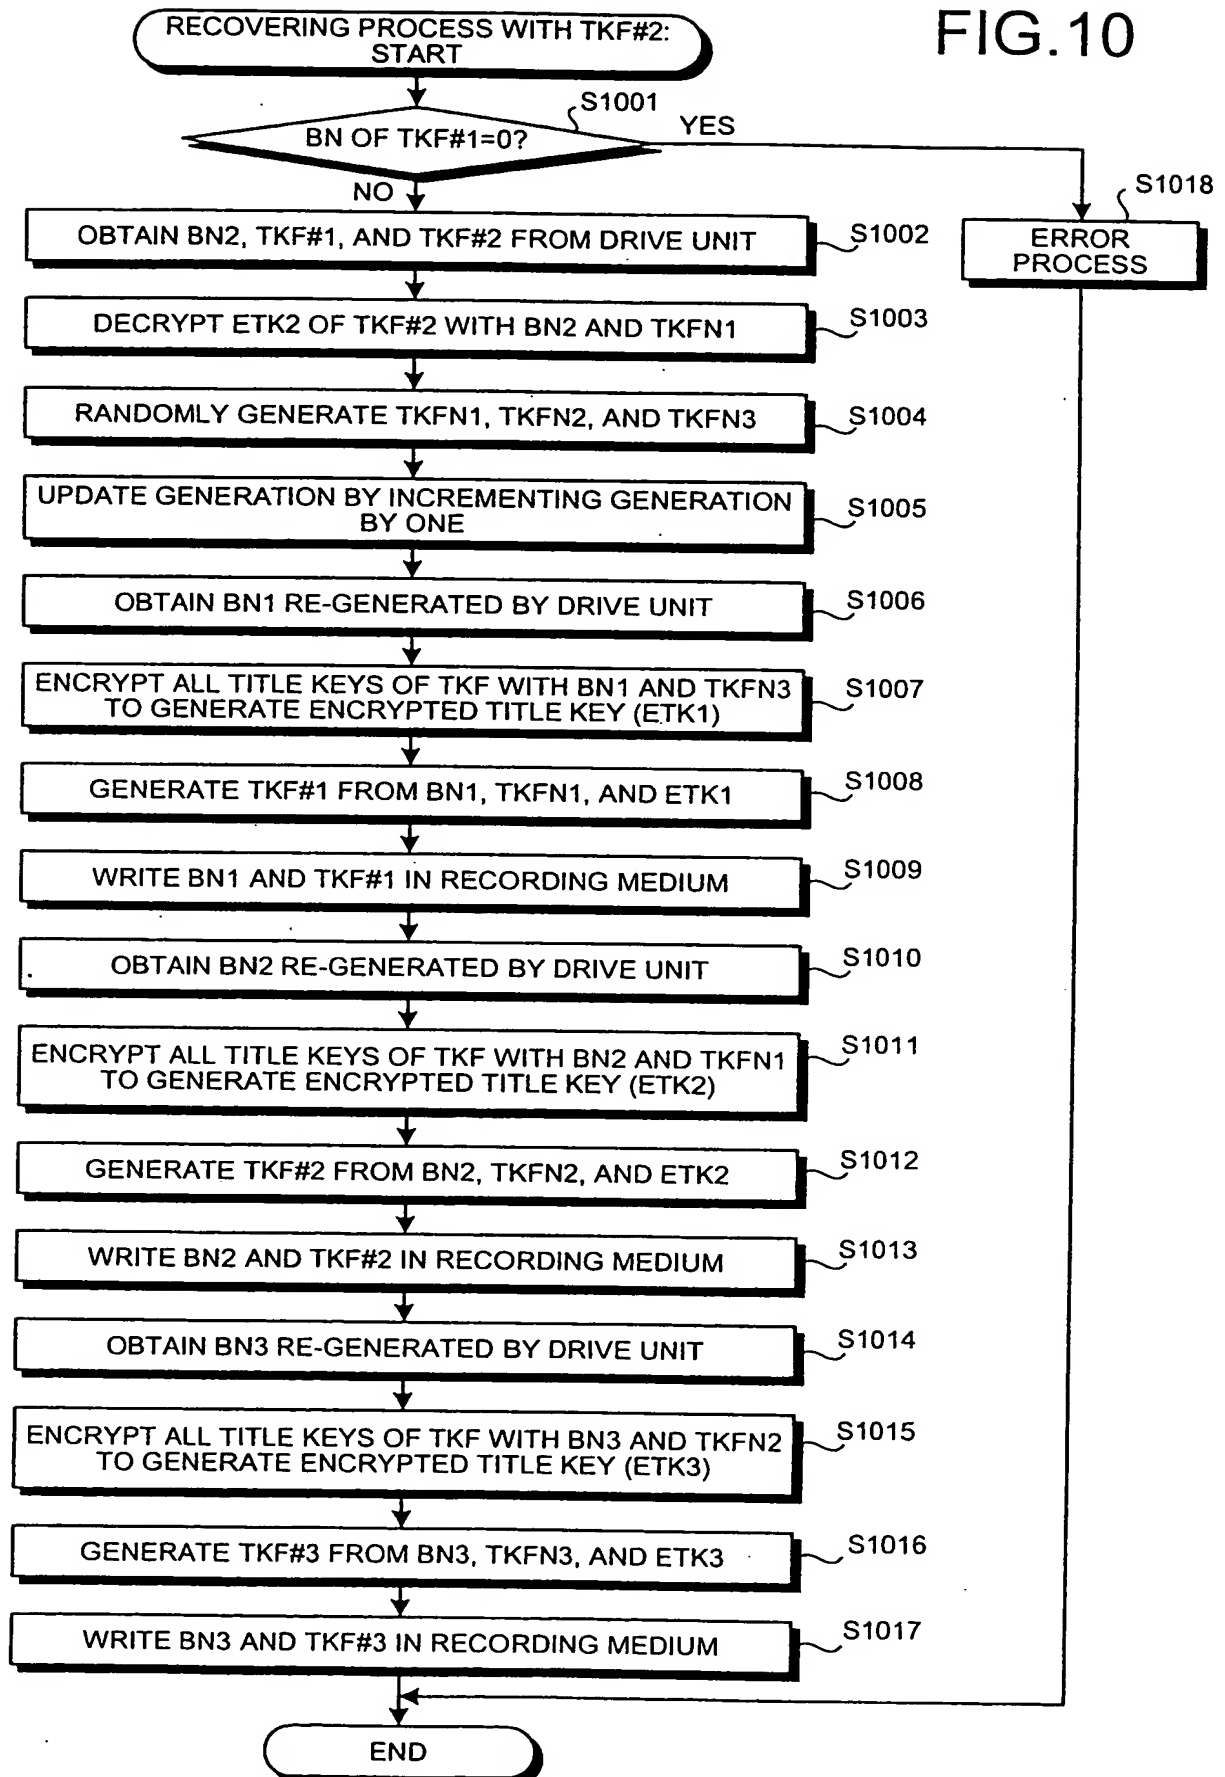 FIG.10
RECOVERING PROCESS WITH TKF#2:
START
S1001
BN OF TKF#1=0?
YES
NO
S1018
ERROR
PROCESS
OBTAIN BN2, TKF#1, AND TKF#2 FROM DRIVE UNIT
S1002
DECRYPT ETK2 OF TKF#2 WITH BN2 AND TKFN1
S1003
RANDOMLY GENERATE TKFN1, TKFN2, AND TKFN3
S1004
UPDATE GENERATION BY INCREMENTING GENERATION
BY ONE
S1005
OBTAIN BN1 RE-GENERATED BY DRIVE UNIT
S1006
ENCRYPT ALL TITLE KEYS OF TKF WITH BN1 AND TKFN3
TO GENERATE ENCRYPTED TITLE KEY (ETK1)
S1007
GENERATE TKF#1 FROM BN1, TKFN1, AND ETK1
S1008
WRITE BN1 AND TKF#1 IN RECORDING MEDIUM
S1009
OBTAIN BN2 RE-GENERATED BY DRIVE UNIT
S1010
ENCRYPT ALL TITLE KEYS OF TKF WITH BN2 AND TKFN1
TO GENERATE ENCRYPTED TITLE KEY (ETK2)
S1011
GENERATE TKF#2 FROM BN2, TKFN2, AND ETK2
S1012
WRITE BN2 AND TKF#2 IN RECORDING MEDIUM
S1013
OBTAIN BN3 RE-GENERATED BY DRIVE UNIT
S1014
ENCRYPT ALL TITLE KEYS OF TKF WITH BN3 AND TKFN2
TO GENERATE ENCRYPTED TITLE KEY (ETK3)
S1015
GENERATE TKF#3 FROM BN3, TKFN3, AND ETK3
S1016
WRITE BN3 AND TKF#3 IN RECORDING MEDIUM
S1017
END